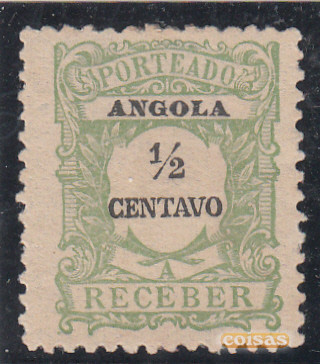 PORTEADO
ANGOLA
1/2
CENTAVO
A
RECEBER
coisas